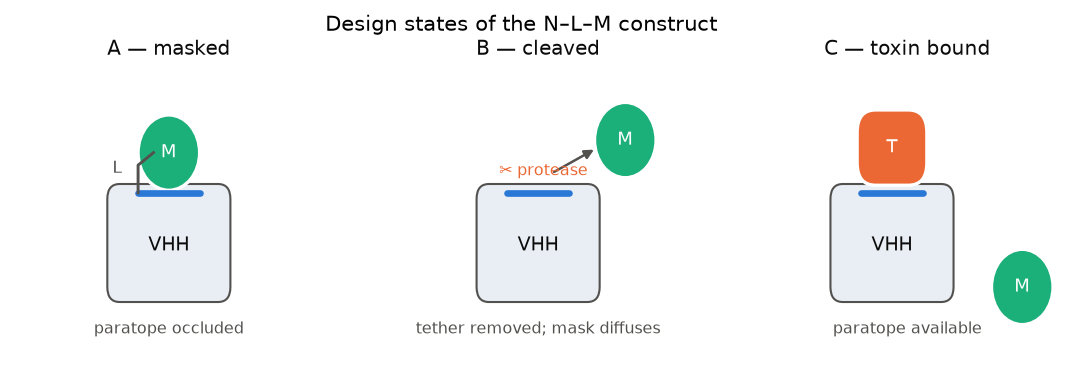 Design states of the N–L–M construct
A — masked
M
L
VHH
paratope occluded
B — cleaved
M
✂ protease
VHH
tether removed; mask diffuses
C — toxin bound
T
VHH
M
paratope available